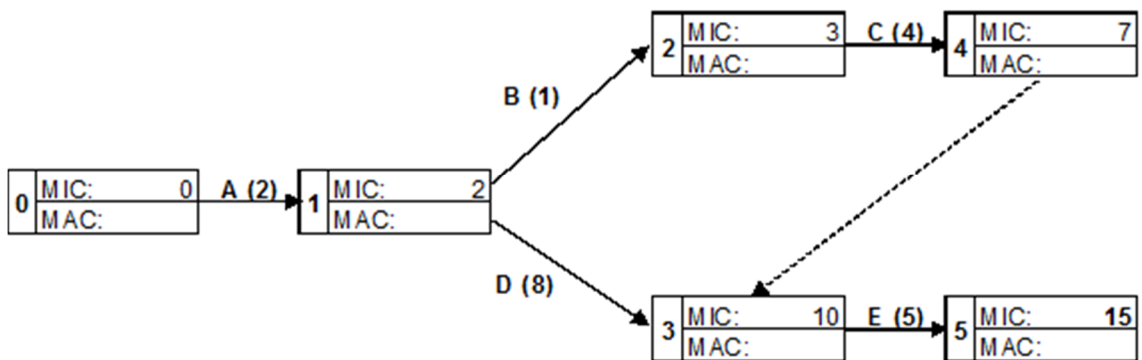 2 MIC: 3
MAC:
C (4)
4 MIC: 7
MAC:
B (1)
0 MIC: 0
MAC:
A (2)
1 MIC: 2
MAC:
D (8)
3 MIC: 10
MAC:
E (5)
5 MIC: 15
MAC: